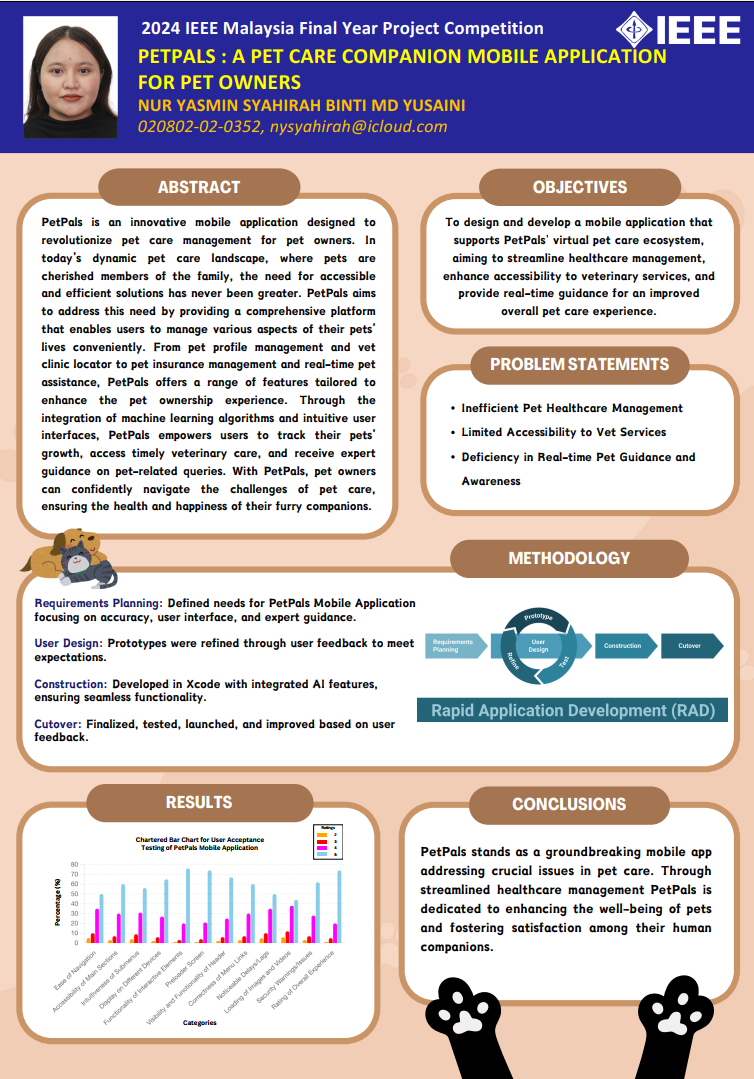 2024 IEEE Malaysia Final Year Project Competition
IEEE
PETPALS : A PET CARE COMPANION MOBILE APPLICATION
FOR PET OWNERS
NUR YASMIN SYAHIRAH BINTI MD YUSAINI
020802-02-0352, nysyahirah@icloud.com
ABSTRACT
PetPals is an innovative mobile application designed to
revolutionize pet care management for pet owners. In
today's dynamic pet care landscape, where pets are
cherished members of the family, the need for accessible
and efficient solutions has never been greater. PetPals aims
to address this need by providing a comprehensive platform
that enables users to manage various aspects of their pets'
lives conveniently. From pet profile management and vet
clinic locator to pet insurance management and real-time pet
assistance, PetPals offers a range of features tailored to
enhance the pet ownership experience. Through the
integration of machine learning algorithms and intuitive user
interfaces, PetPals empowers users to track their pets'
growth, access timely veterinary care, and receive expert
guidance on pet-related queries. With PetPals, pet owners
can confidently navigate the challenges of pet care,
ensuring the health and happiness of their furry companions.
OBJECTIVES
To design and develop a mobile application that
supports PetPals' virtual pet care ecosystem,
aiming to streamline healthcare management,
enhance accessibility to veterinary services, and
provide real-time guidance for an improved
overall pet care experience.
PROBLEM STATEMENTS
• Inefficient Pet Healthcare Management
• Limited Accessibility to Vet Services
• Deficiency in Real-time Pet Guidance and
Awareness
METHODOLOGY
Requirements Planning: Defined needs for PetPals Mobile Application
focusing on accuracy, user interface, and expert guidance.
User Design: Prototypes were refined through user feedback to meet
expectations.
Construction: Developed in Xcode with integrated AI features,
ensuring seamless functionality.
Cutover: Finalized, tested, launched, and improved based on user
feedback.
Requirements
Planning
Prototype
User
Design
Refine
Test
Construction
Cutover
Rapid Application Development (RAD)
RESULTS
Chartered Bar Chart for User Acceptance
Testing of PetPals Mobile Application
Ratings
2
3
4
5
Percentage (%)
80
70
60
50
40
30
20
10
0
Ease of Navigation
Accessibility of Main Sections
Intuitiveness of Submenus
Display on Different Devices
Functionality of Interactive Elements
Preloader Screen
Visibility and Functionality of Header
Correctness of Menu Links
Noticeable Delays/Lags
Loading of Images and Videos
Security Warnings/Issues
Rating of Overall Experience
Categories
CONCLUSIONS
PetPals stands as a groundbreaking mobile app
addressing crucial issues in pet care. Through
streamlined healthcare management PetPals is
dedicated to enhancing the well-being of pets
and fostering satisfaction among their human
companions.